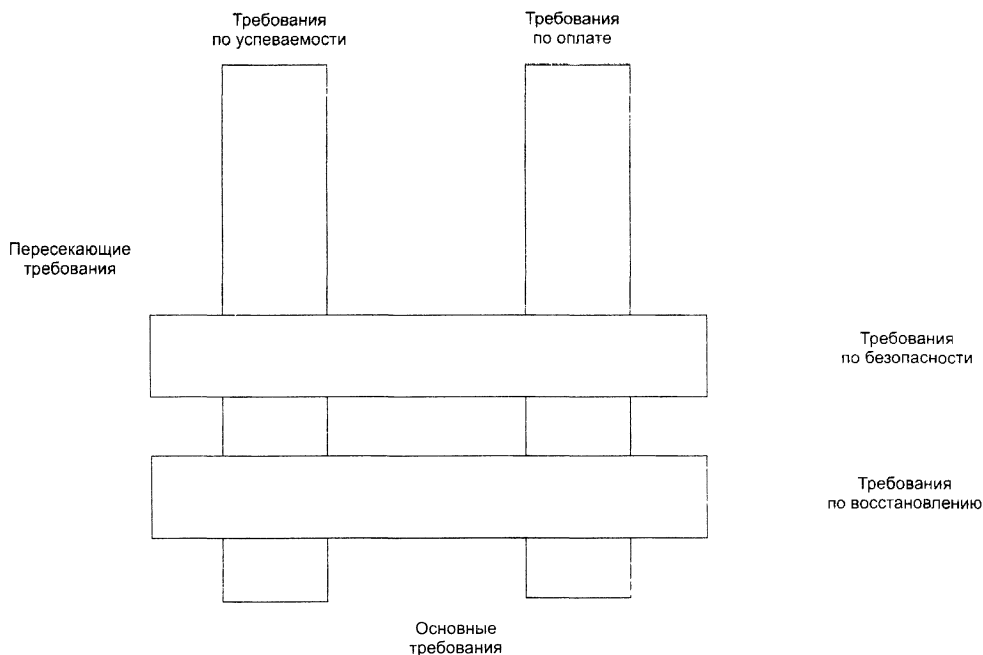 Требования
по успеваемости
Требования
по оплате
Пересекающие
требования
Требования
по безопасности
Требования
по восстановлению
Основные
требования